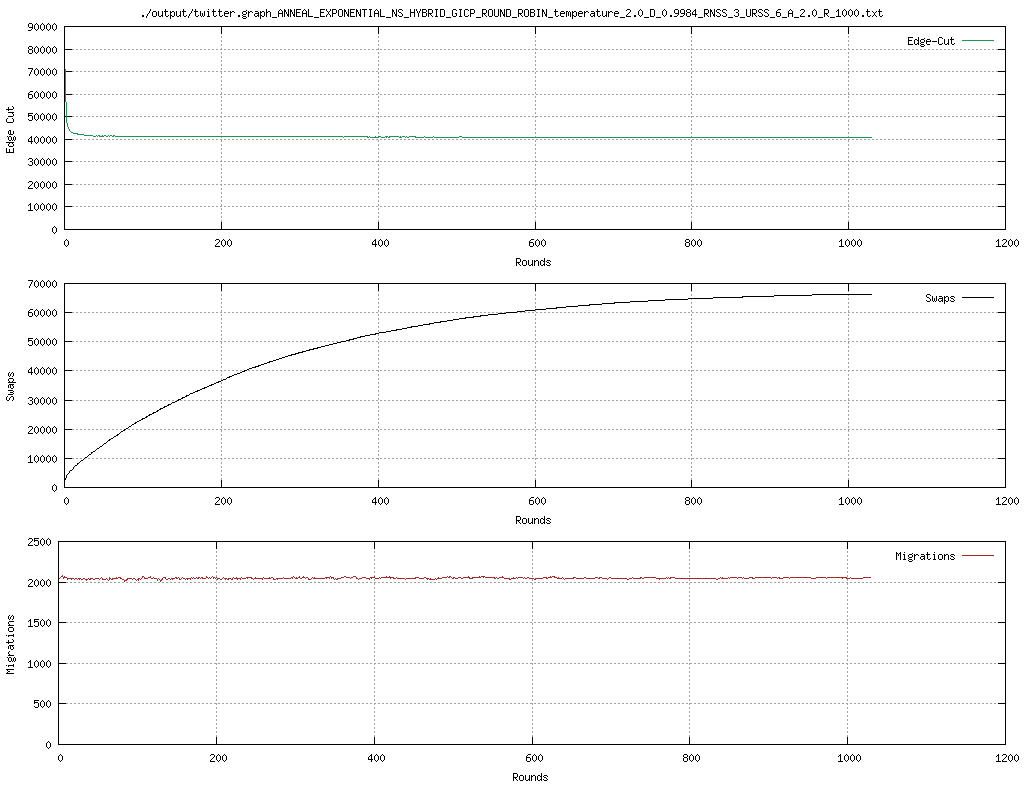 ./output/twitter.graph_ANNEAL_EXPONENTIAL_NS_HYBRID_GICP_ROUND_ROBIN_temperature_2.0_D_0.9984_RNSS_3_URSS_6_A_2.0_R_1000.txt
90000
80000
70000
60000
50000
40000
30000
20000
10000
0
Edge Cut
Edge-Cut
0 200 400 600 800 1000 1200
Rounds
70000
60000
50000
40000
30000
20000
10000
0
Swaps
Swaps
0 200 400 600 800 1000 1200
Rounds
2500
2000
1500
1000
500
0
Migrations
Migrations
0 200 400 600 800 1000 1200
Rounds